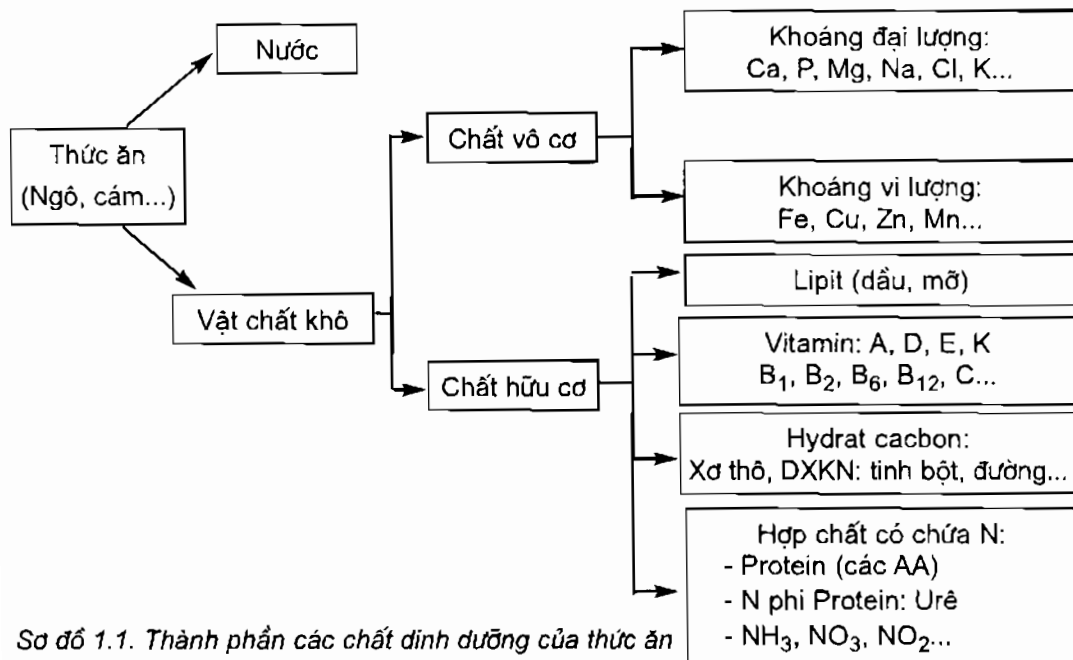 Nước
Thức ăn
(Ngô, cám...)
Vật chất khô
Chất vô cơ
Chất hữu cơ
Khoáng đại lượng:
Ca, P, Mg, Na, Cl, K...
Khoáng vi lượng:
Fe, Cu, Zn, Mn...
Lipit (dầu, mỡ)
Vitamin: A, D, E, K
B₁, B₂, B₆, B₁₂, C...
Hydrat cacbon:
Xơ thô, DXKN: tinh bột, đường...
Hợp chất có chứa N:
- Protein (các AA)
- N phi Protein: Urê
- NH₃, NO₃, NO₂...
Sơ đồ 1.1. Thành phần các chất dinh dưỡng của thức ăn